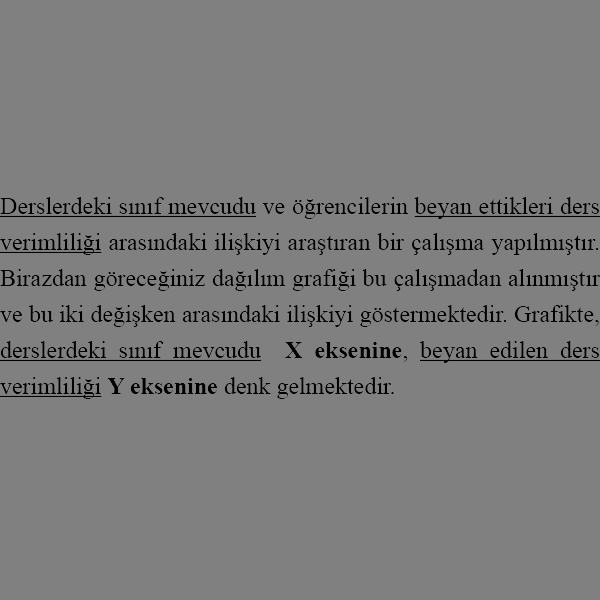 Derslerdeki sınıf mevcudu ve öğrencilerin beyan ettikleri ders
verimliliği arasındaki ilişkiyi araştıran bir çalışma yapılmıştır.
Birazdan göreceğiniz dağılım grafiği bu çalışmadan alınmıştır
ve bu iki değişken arasındaki ilişkiyi göstermektedir. Grafikte,
derslerdeki sınıf mevcudu X eksenine, beyan edilen ders
verimliliği Y eksenine denk gelmektedir.